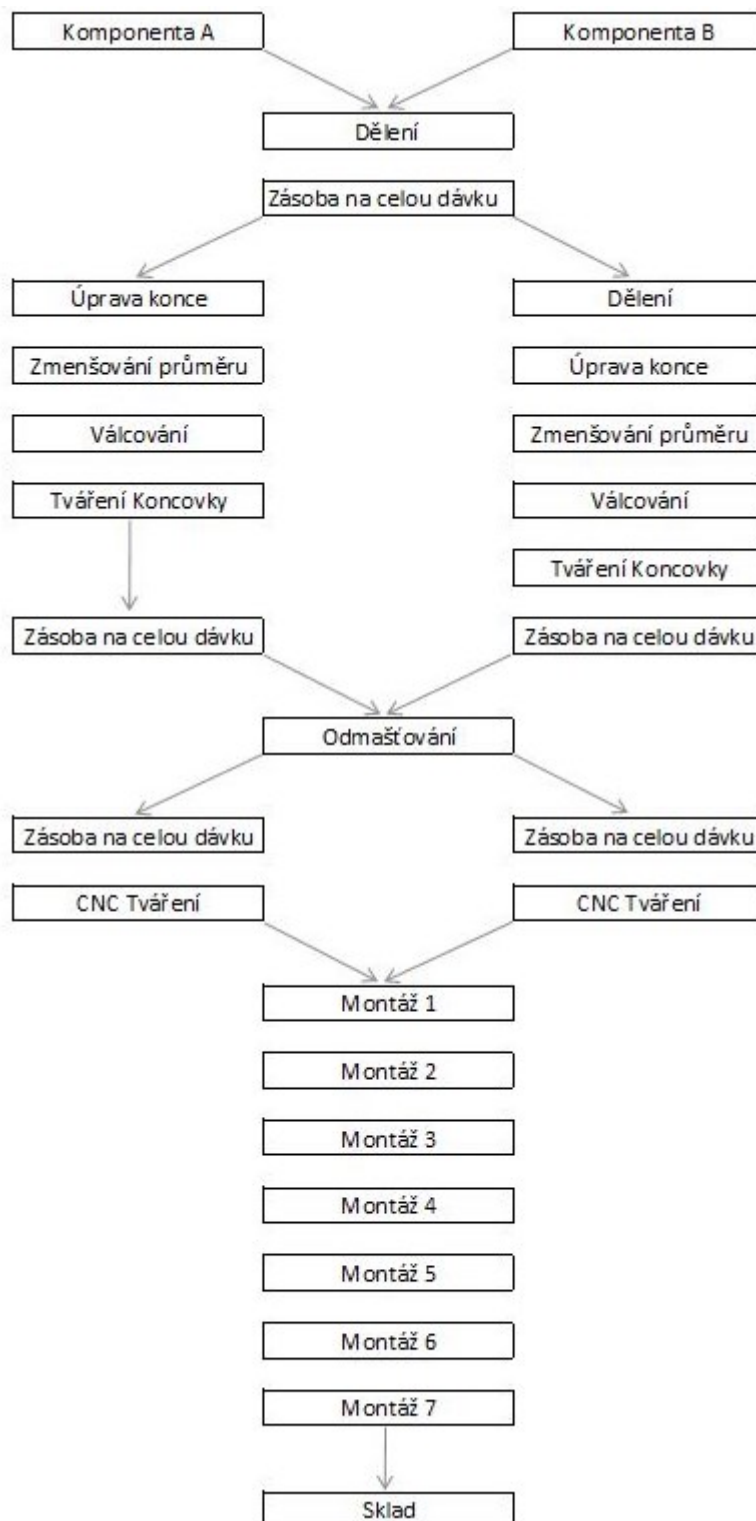 Komponenta A
Komponenta B
Dělení
Zásoba na celou dávku
Úprava konce
Dělení
Zmenšování průměru
Úprava konce
Válcování
Zmenšování průměru
Tváření Koncovky
Válcování
Tváření Koncovky
Zásoba na celou dávku
Zásoba na celou dávku
Odmašťování
Zásoba na celou dávku
Zásoba na celou dávku
CNC Tváření
CNC Tváření
Montáž 1
Montáž 2
Montáž 3
Montáž 4
Montáž 5
Montáž 6
Montáž 7
Sklad